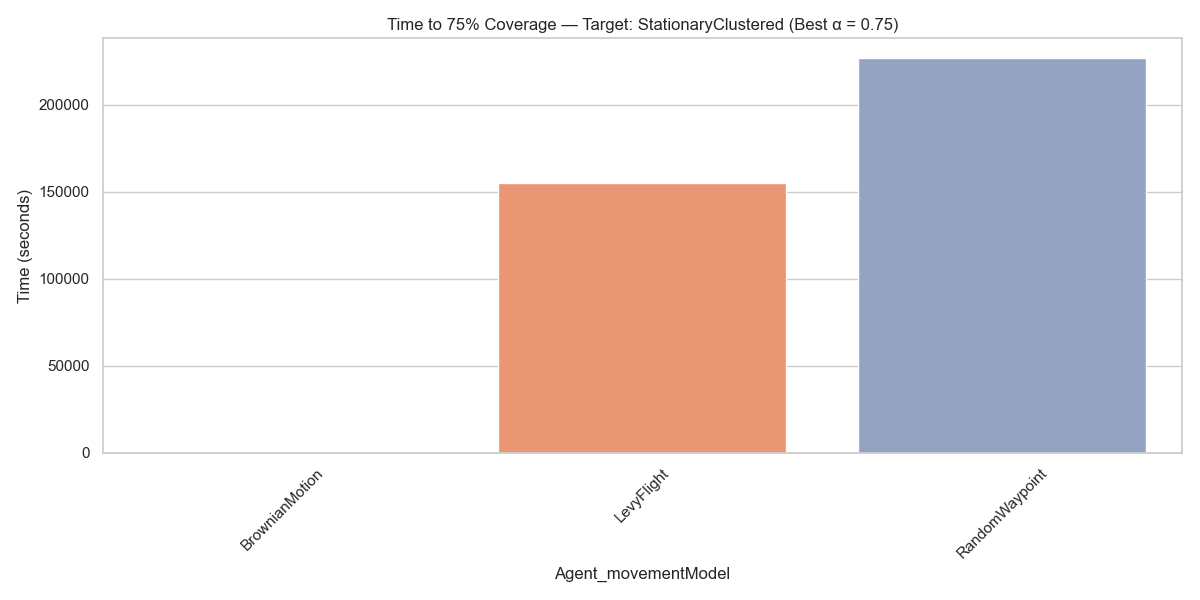 Time to 75% Coverage — Target: StationaryClustered (Best α = 0.75)
Time (seconds)
200000
150000
100000
50000
0
BrownianMotion
LevyFlight
RandomWaypoint
Agent_movementModel